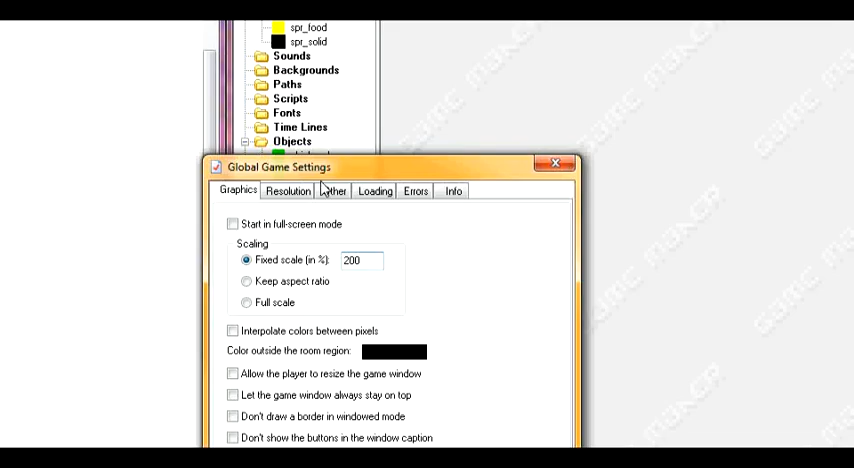 spr_food
spr_solid
Sounds
Backgrounds
Paths
Scripts
Fonts
Time Lines
Objects
Global Game Settings
Graphics Resolution Other Loading Errors Info
Start in full-screen mode
Scaling
Fixed scale (in %): 200
Keep aspect ratio
Full scale
Interpolate colors between pixels
Color outside the room region:
Allow the player to resize the game window
Let the game window always stay on top
Don't draw a border in windowed mode
Don't show the buttons in the window caption